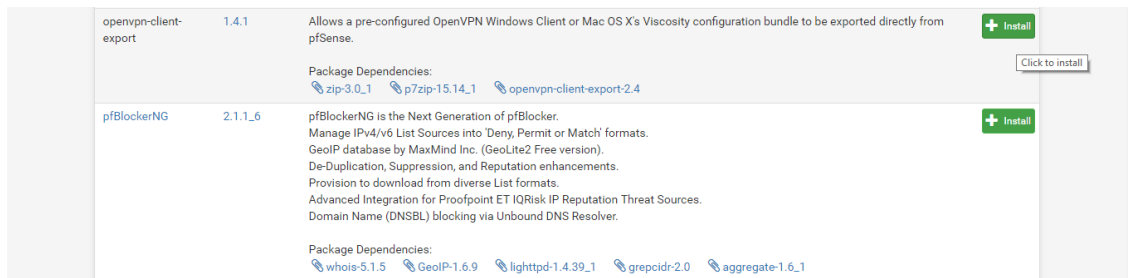 openvpn-client-export
1.4.1
Allows a pre-configured OpenVPN Windows Client or Mac OS X's Viscosity configuration bundle to be exported directly from
pfSense.
Install
Click to install
Package Dependencies:
zip-3.0_1 p7zip-15.14_1 openvpn-client-export-2.4
pfBlockerNG
2.1.1_6
pfBlockerNG is the Next Generation of pfBlocker.
Install
Manage IPv4/v6 List Sources into 'Deny, Permit or Match' formats.
GeoIP database by MaxMind Inc. (GeoLite2 Free version).
De-Duplication, Suppression, and Reputation enhancements.
Provision to download from diverse List formats.
Advanced Integration for Proofpoint ET IQRisk IP Reputation Threat Sources.
Domain Name (DNSBL) blocking via Unbound DNS Resolver.
Package Dependencies:
whois-5.1.5 GeoIP-1.6.9 lighttpd-1.4.39_1 grepcidr-2.0 aggregate-1.6_1